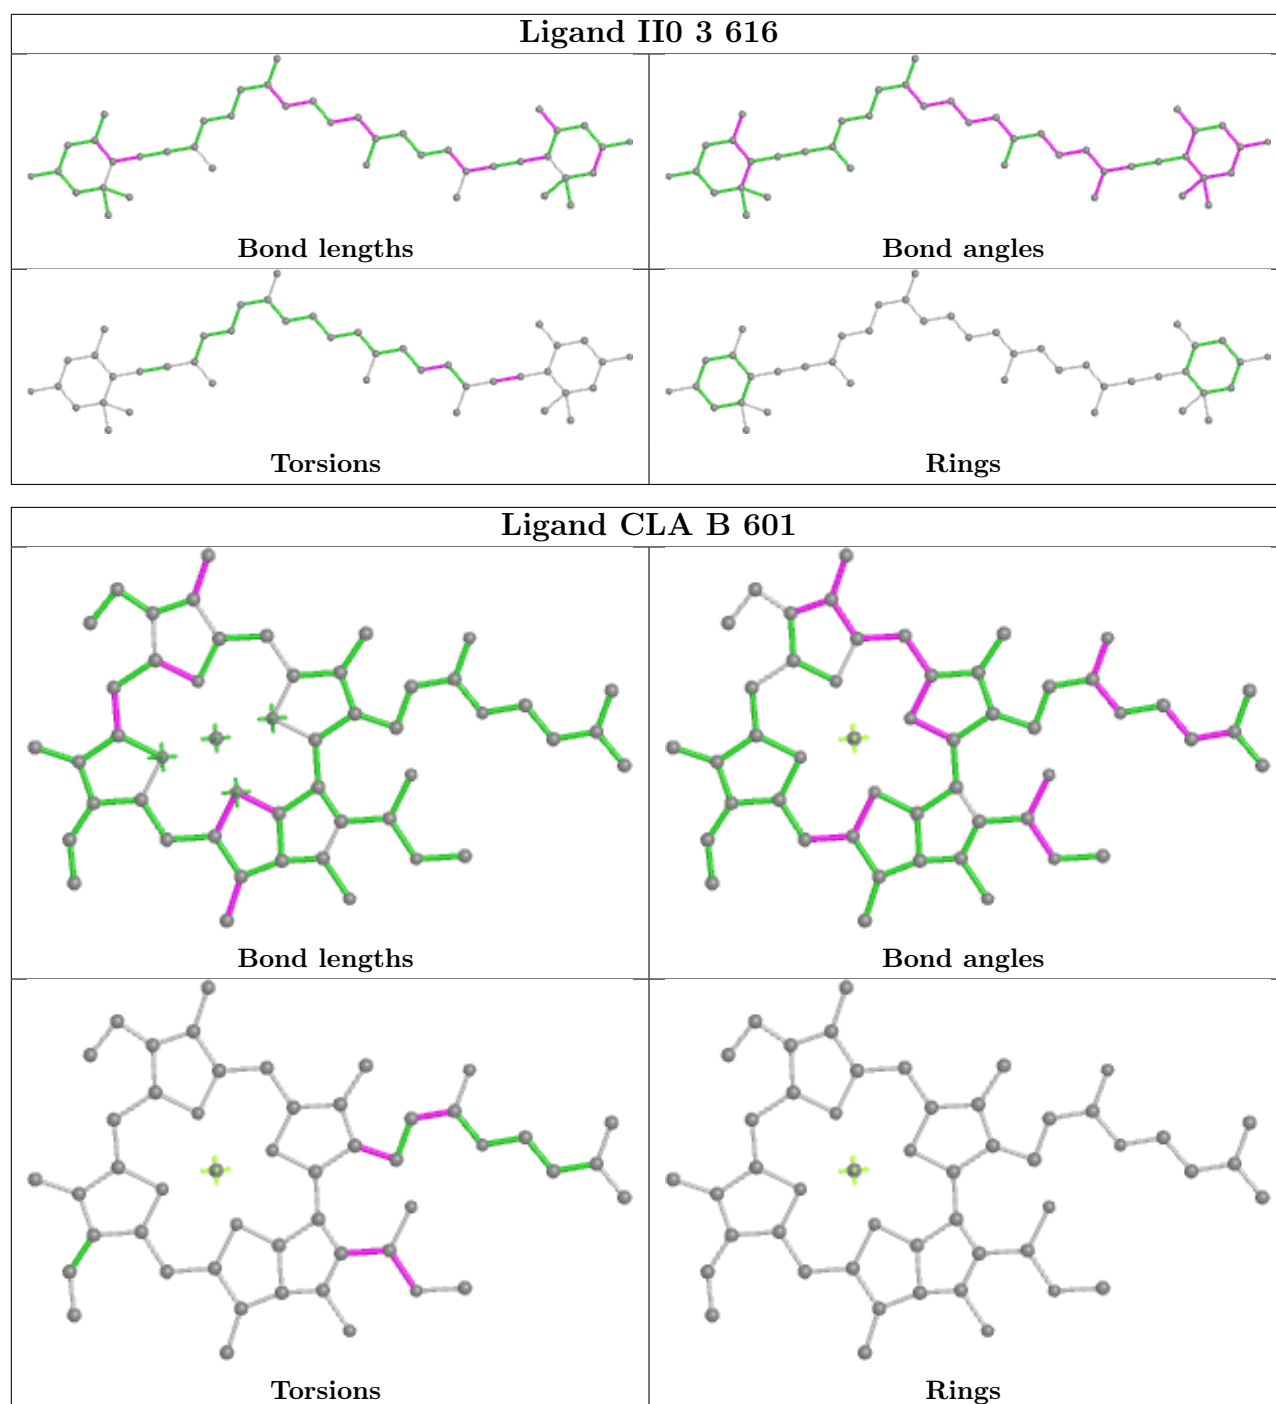 Ligand II0 3 616
Bond lengths
Bond angles
Torsions
Rings
Ligand CLA B 601
Bond lengths
Bond angles
Torsions
Rings